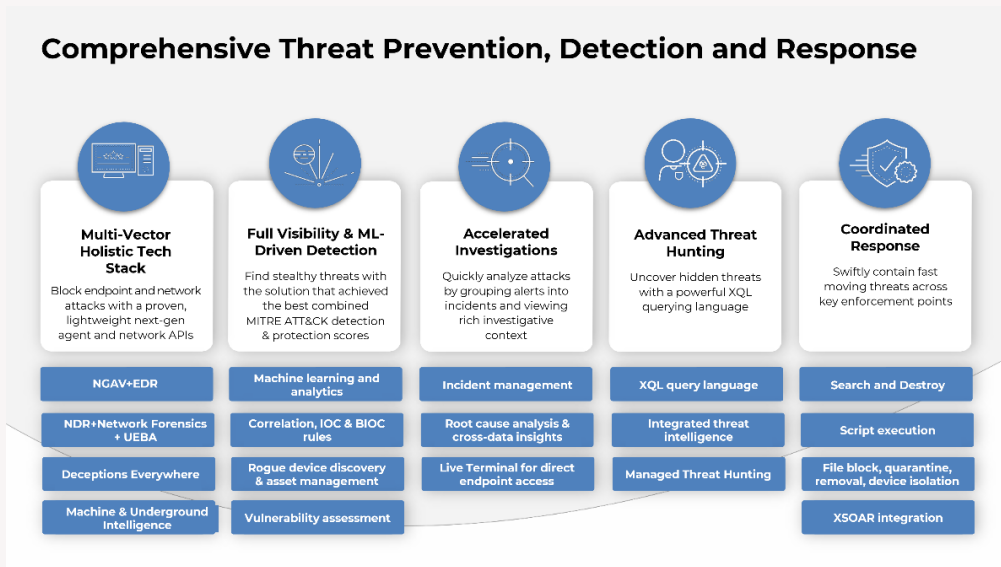 Comprehensive Threat Prevention, Detection and Response
Multi-Vector
Holistic Tech
Stack
Block endpoint and network
attacks with a proven,
lightweight next-gen
agent and network APIs
NGAV+EDR
NDR+Network Forensics
+ UEBA
Deceptions Everywhere
Machine & Underground
Intelligence
Full Visibility & ML-
Driven Detection
Find stealthy threats with
the solution that achieved
the best combined
MITRE ATT&CK detection
& protection scores
Machine learning and
analytics
Correlation, IOC & BIOC
rules
Rogue device discovery
& asset management
Vulnerability assessment
Accelerated
Investigations
Quickly analyze attacks
by grouping alerts into
incidents and viewing
rich investigative
context
Incident management
Root cause analysis &
cross-data insights
Live Terminal for direct
endpoint access
Advanced Threat
Hunting
Uncover hidden threats
with a powerful XQL
querying language
XQL query language
Integrated threat
intelligence
Managed Threat Hunting
Coordinated
Response
Swiftly contain fast
moving threats across
key enforcement points
Search and Destroy
Script execution
File block, quarantine,
removal, device isolation
XSOAR integration